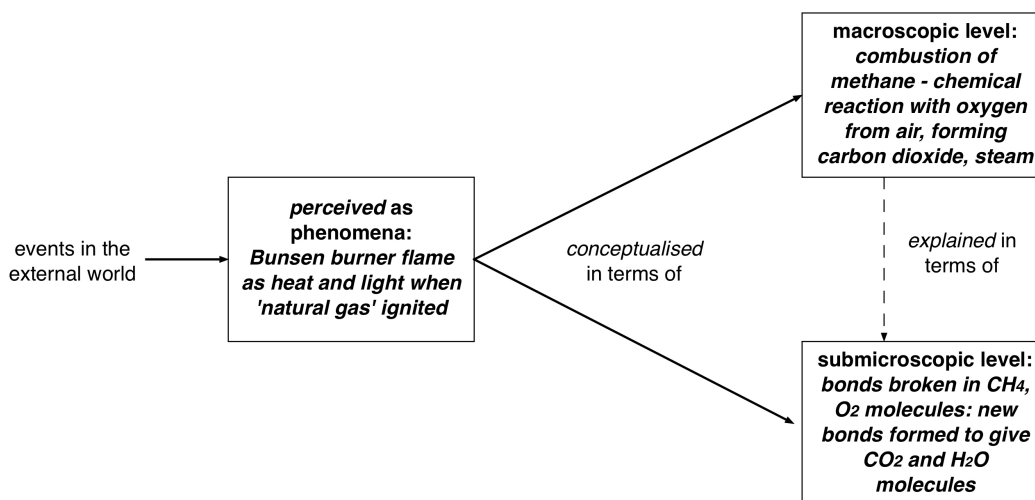 events in the
external world
perceived as
phenomena:
Bunsen burner flame
as heat and light when
'natural gas' ignited
conceptualised
in terms of
macroscopic level:
combustion of
methane - chemical
reaction with oxygen
from air, forming
carbon dioxide, steam
explained in
terms of
submicroscopic level:
bonds broken in CH4,
O2 molecules: new
bonds formed to give
CO2 and H2O
molecules